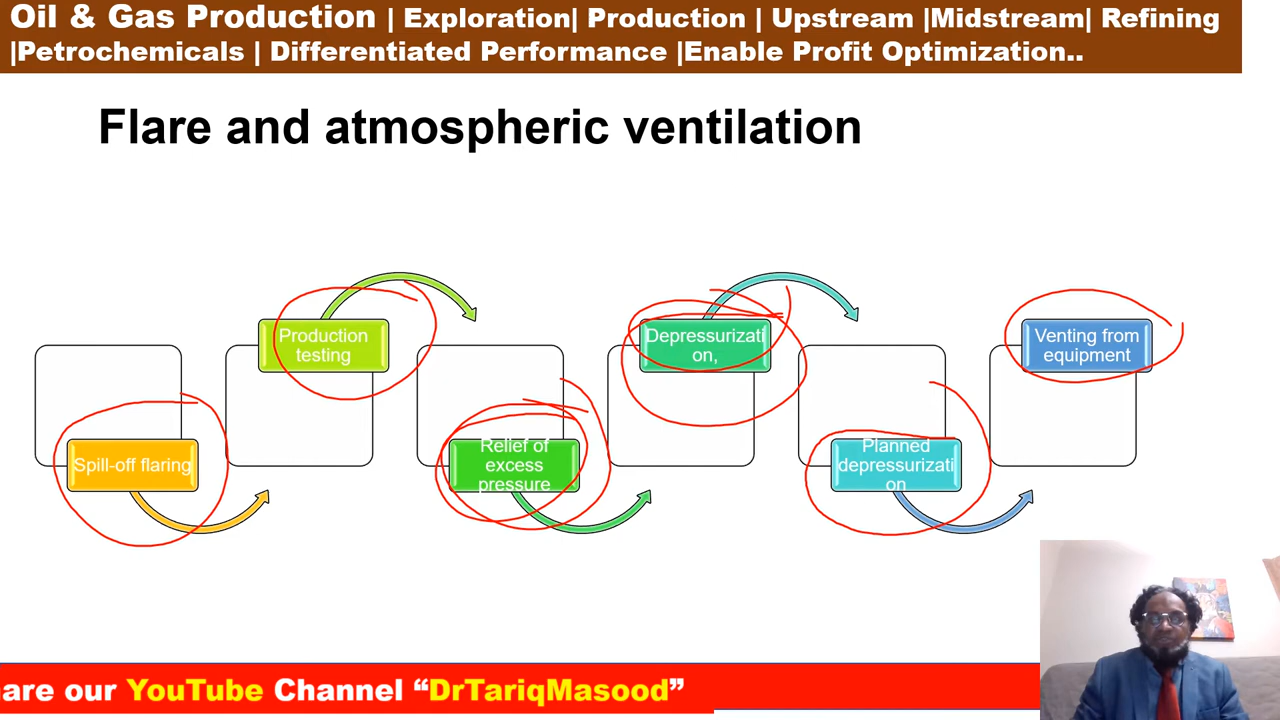 Oil & Gas Production | Exploration| Production | Upstream |Midstream| Refining
|Petrochemicals | Differentiated Performance |Enable Profit Optimization..
Flare and atmospheric ventilation
Spill-off flaring
Production
testing
Relief of
excess
pressure
Depressurizati
on,
Planned
depressurizati
on
Venting from
equipment
are our YouTube Channel “DrTariqMasood”